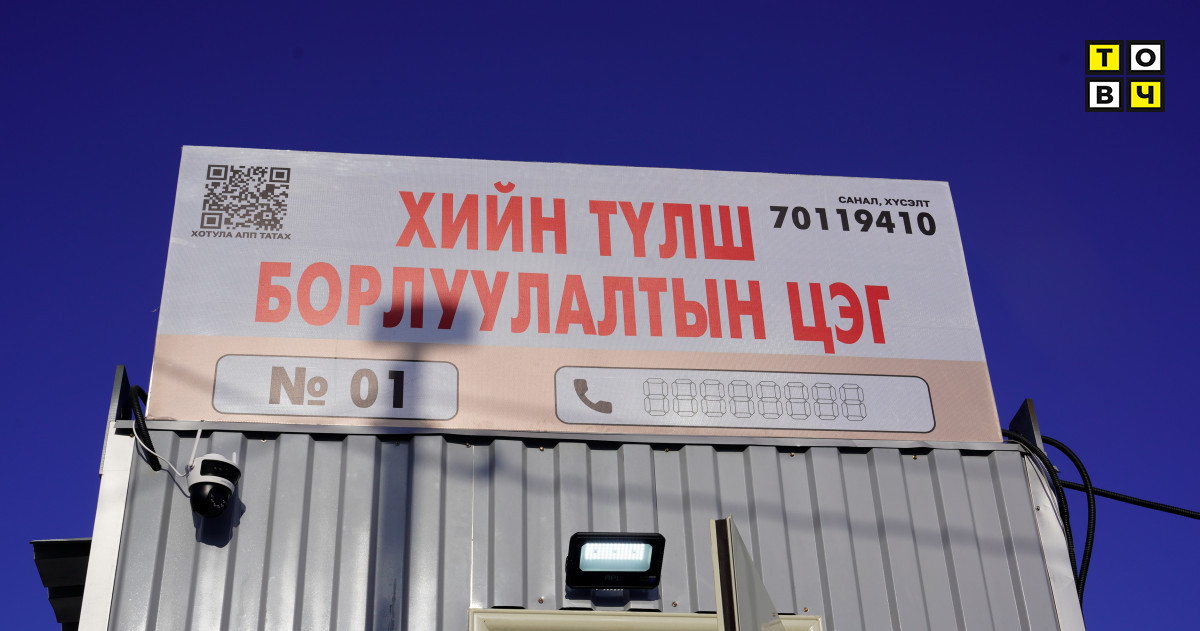 ТО
ВЧ
ХОТУЛА АПП ТАТАХ
ХИЙН ТҮЛШ
БОРЛУУЛАЛТЫН ЦЭГ
САНАЛ, ХҮСЭЛТ
70119410
№ 01